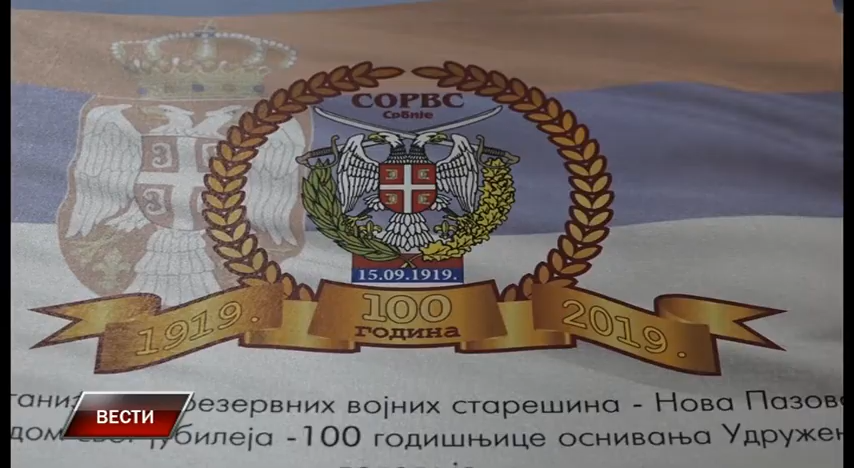 СОРВС
Србије
15.09.1919.
1919.
100
година
2019.
резервних војних старешина - Нова Пазова
јубилеја - 100 годишњице оснивања
ВЕСТИ